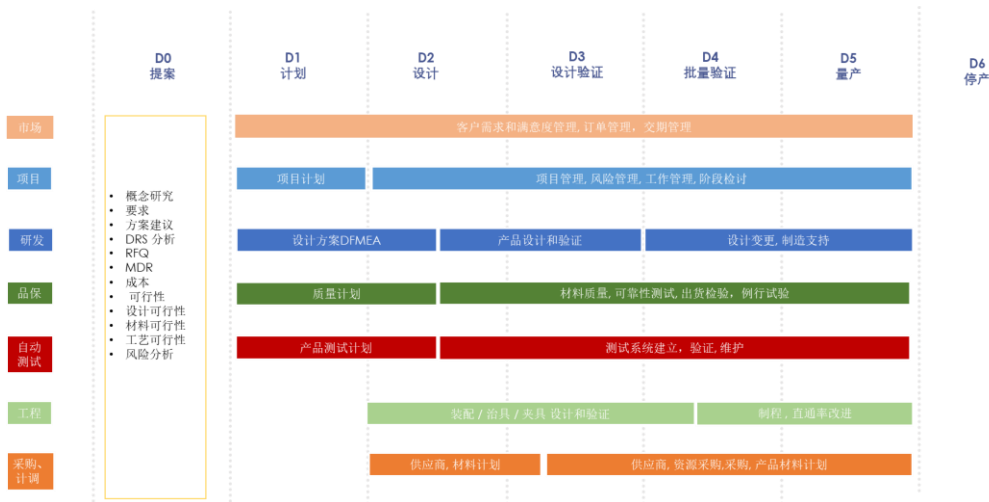 D0
提案
D1
计划
D2
设计
D3
设计验证
D4
批量验证
D5
量产
D6
停产
市场
客户需求和满意度管理, 订单管理，交期管理
项目
项目计划
项目管理, 风险管理, 工作管理, 阶段检讨
• 概念研究
• 要求
• 方案建议
• DRS 分析
• RFQ
• MDR
• 成本
• 可行性
• 设计可行性
• 材料可行性
• 工艺可行性
• 风险分析
研发
设计方案DFMEA
产品设计和验证
设计变更, 制造支持
品保
质量计划
材料质量, 可靠性测试, 出货检验，例行试验
自动
测试
产品测试计划
测试系统建立，验证, 维护
工程
装配 / 治具 / 夹具 设计和验证
制程 , 直通率改进
采购、
计调
供应商, 材料计划
供应商, 资源采购,采购, 产品材料计划